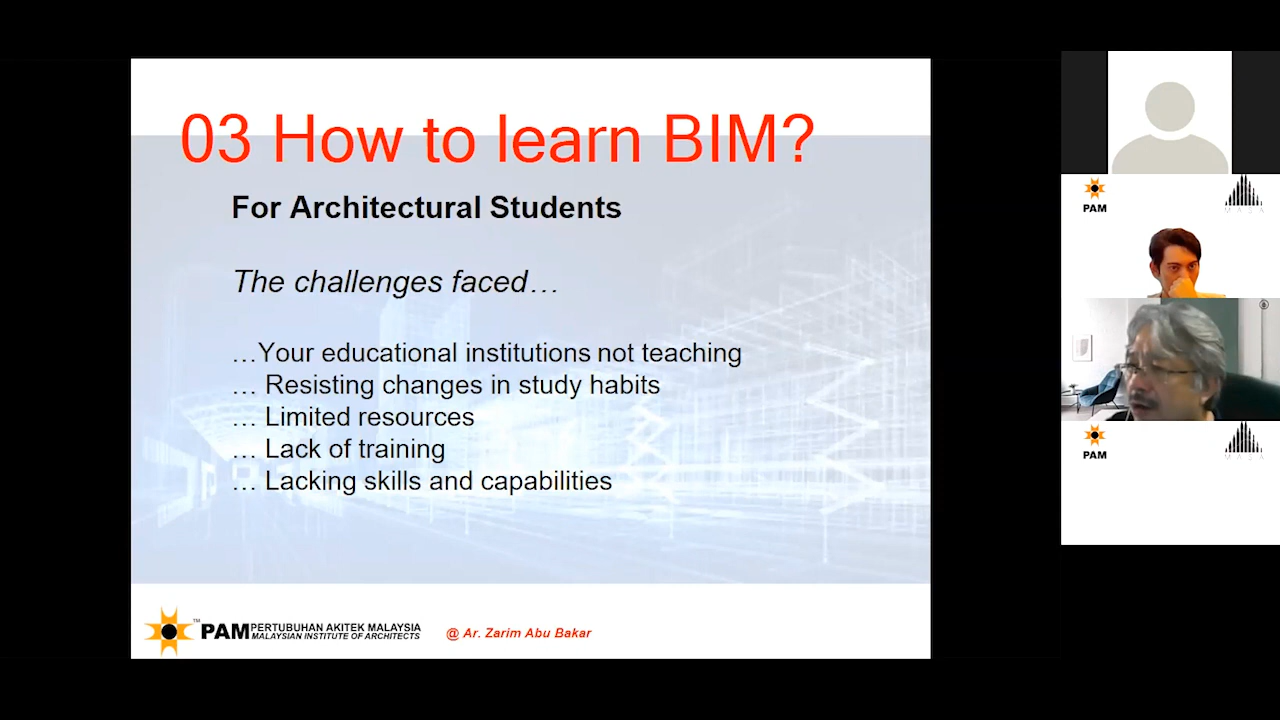 03 How to learn BIM?
For Architectural Students
The challenges faced…
…Your educational institutions not teaching
… Resisting changes in study habits
… Limited resources
… Lack of training
… Lacking skills and capabilities
™
PAM
PERTUBUHAN AKITEK MALAYSIA
MALAYSIAN INSTITUTE OF ARCHITECTS
@ Ar. Zarim Abu Bakar
PAM
PAM